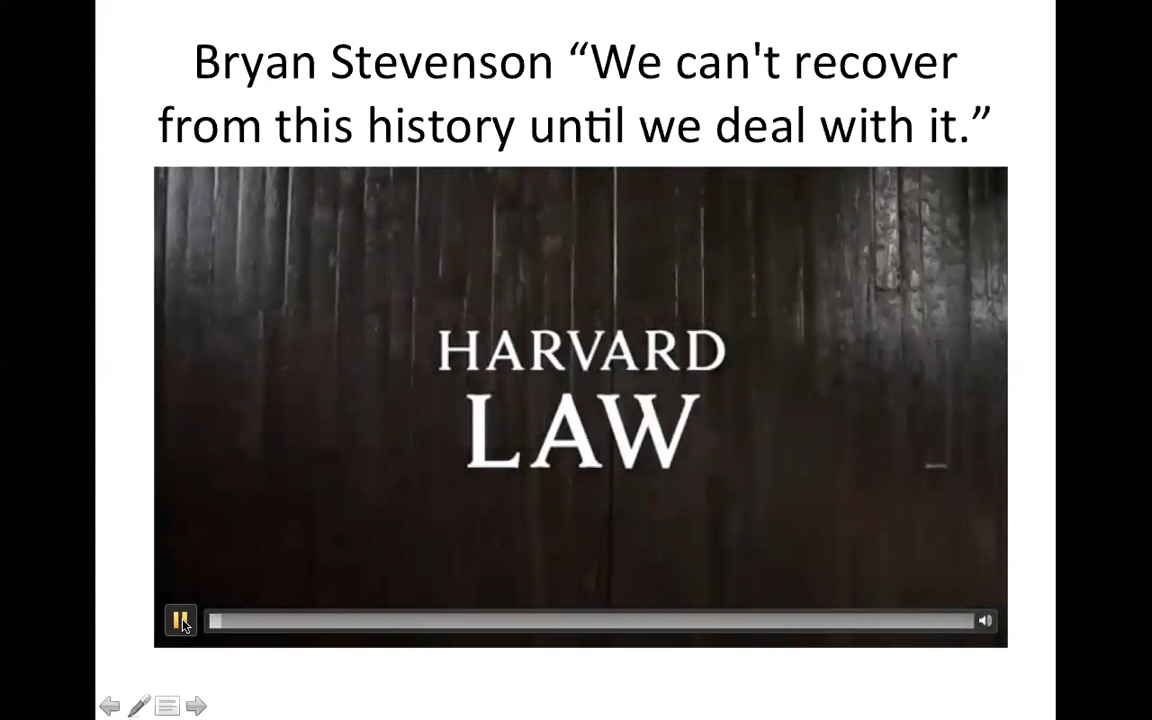 Bryan Stevenson “We can't recover
from this history until we deal with it.”
HARVARD
LAW